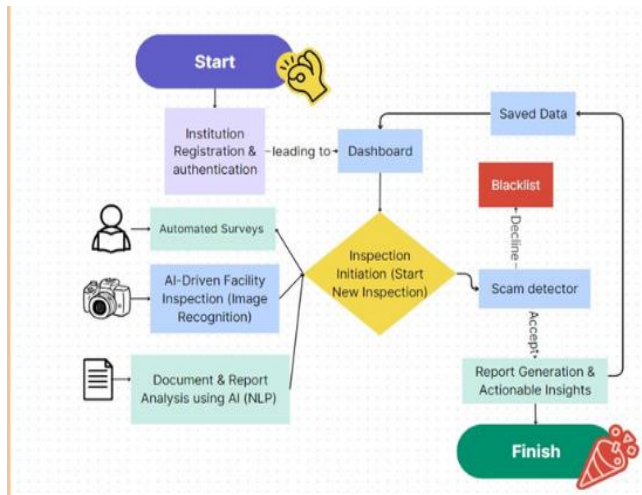 Start
Institution
Registration &
authentication
leading to
Dashboard
Saved Data
Blacklist
Decline
Automated Surveys
AI-Driven Facility
Inspection (Image
Recognition)
Document & Report
Analysis using AI (NLP)
Inspection
Initiation (Start
New Inspection)
Scam detector
Accept
Report Generation &
Actionable Insights
Finish